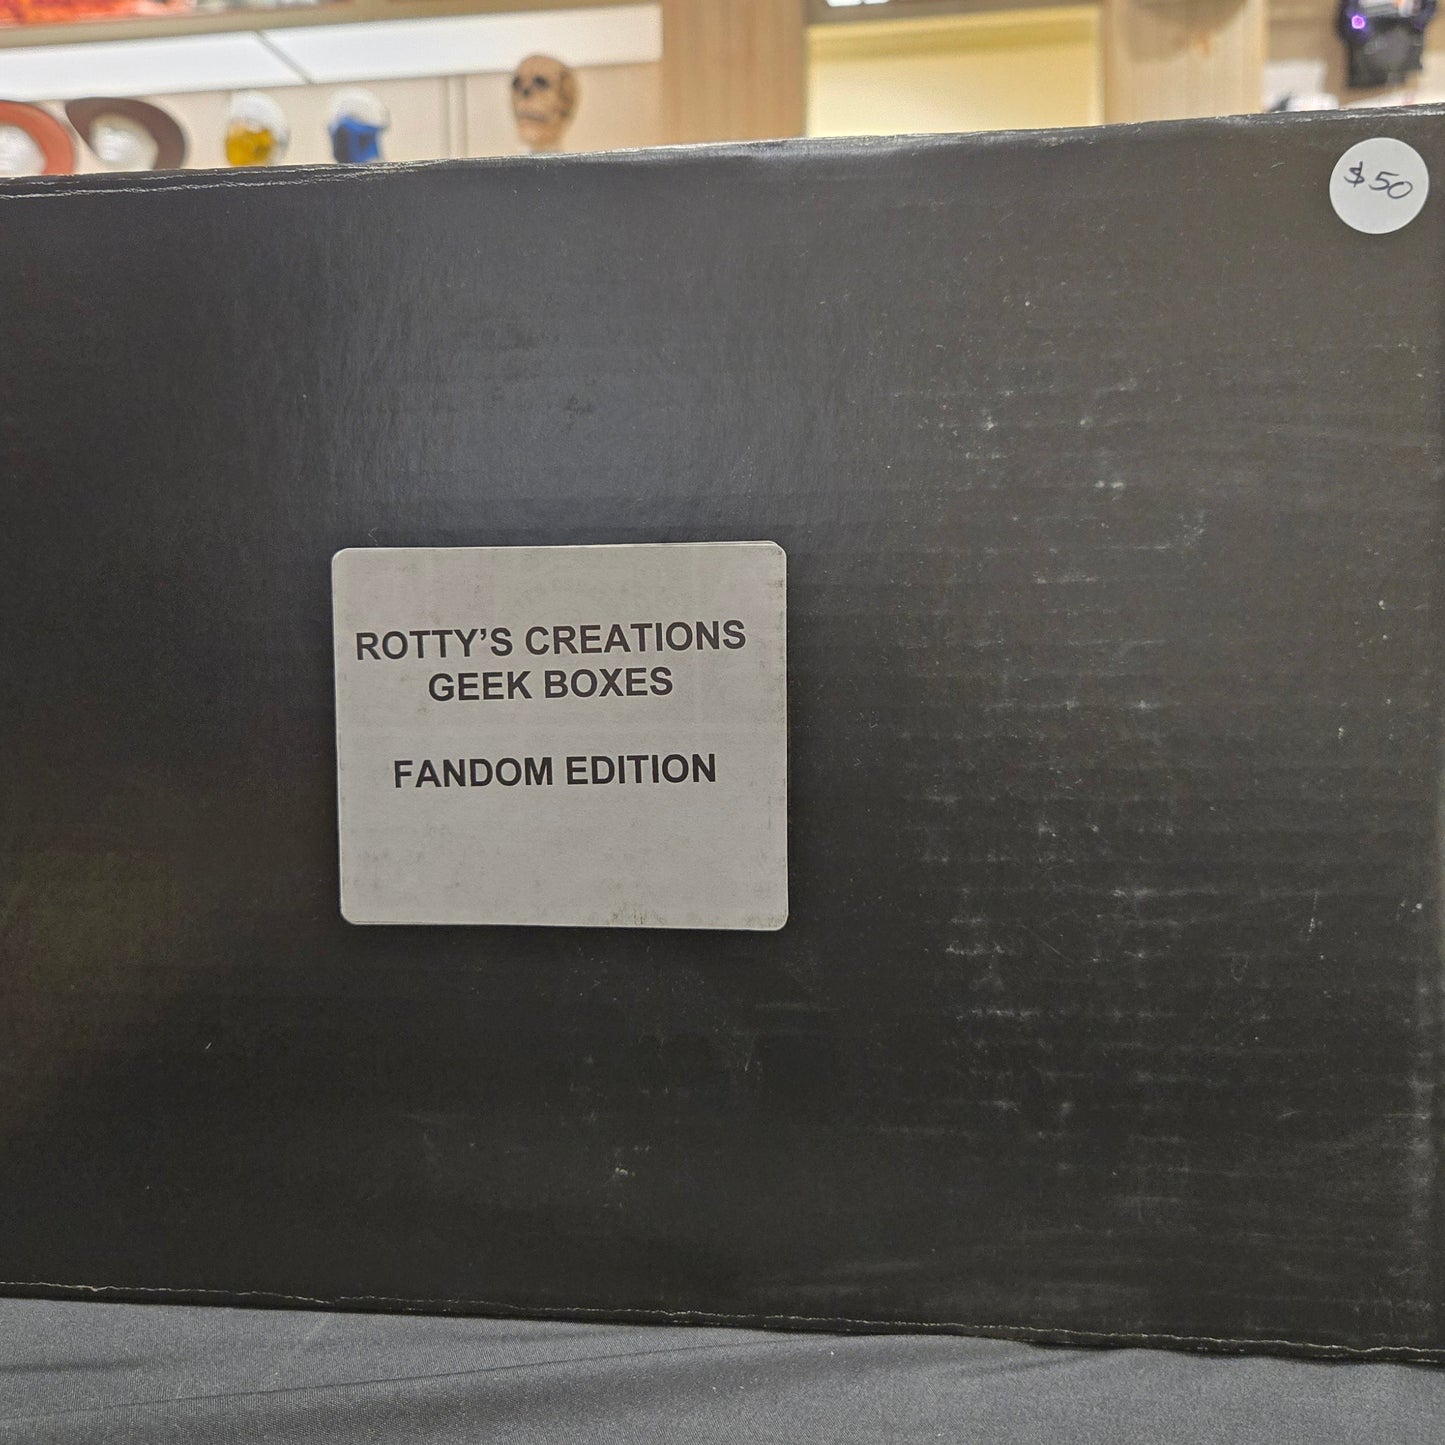 $50
ROTTY'S CREATIONS
GEEK BOXES
FANDOM EDITION